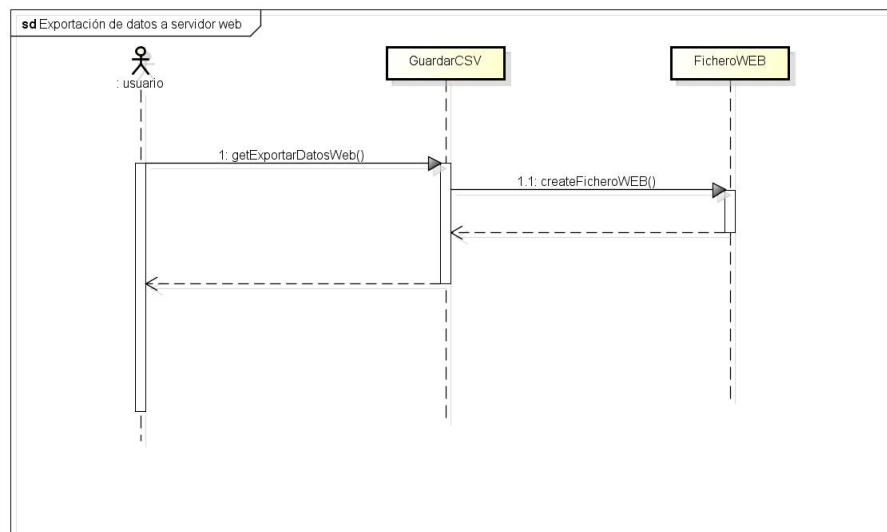 sd Exportación de datos a servidor web
: usuario
GuardarCSV
FicheroWEB
1: getExportarDatosWeb()
1.1: createFicheroWEB()